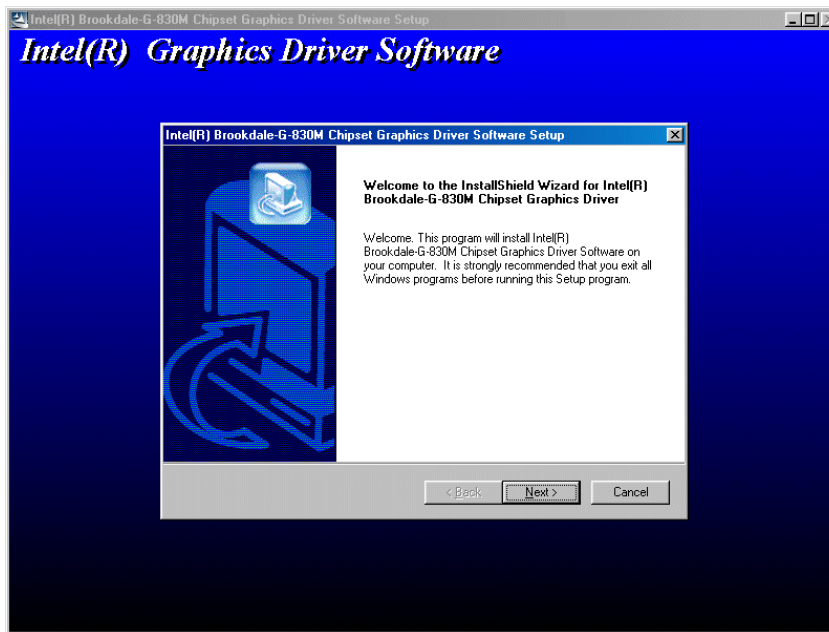 Intel(R) Brookdale-G-830M Chipset Graphics Driver Software Setup
Intel(R) Graphics Driver Software
Intel(R) Brookdale-G-830M Chipset Graphics Driver Software Setup
Welcome to the InstallShield Wizard for Intel(R)
Brookdale-G-830M Chipset Graphics Driver
Welcome. This program will install Intel(R)
Brookdale-G-830M Chipset Graphics Driver Software on
your computer. It is strongly recommended that you exit all
Windows programs before running this Setup program.
< Back
Next >
Cancel